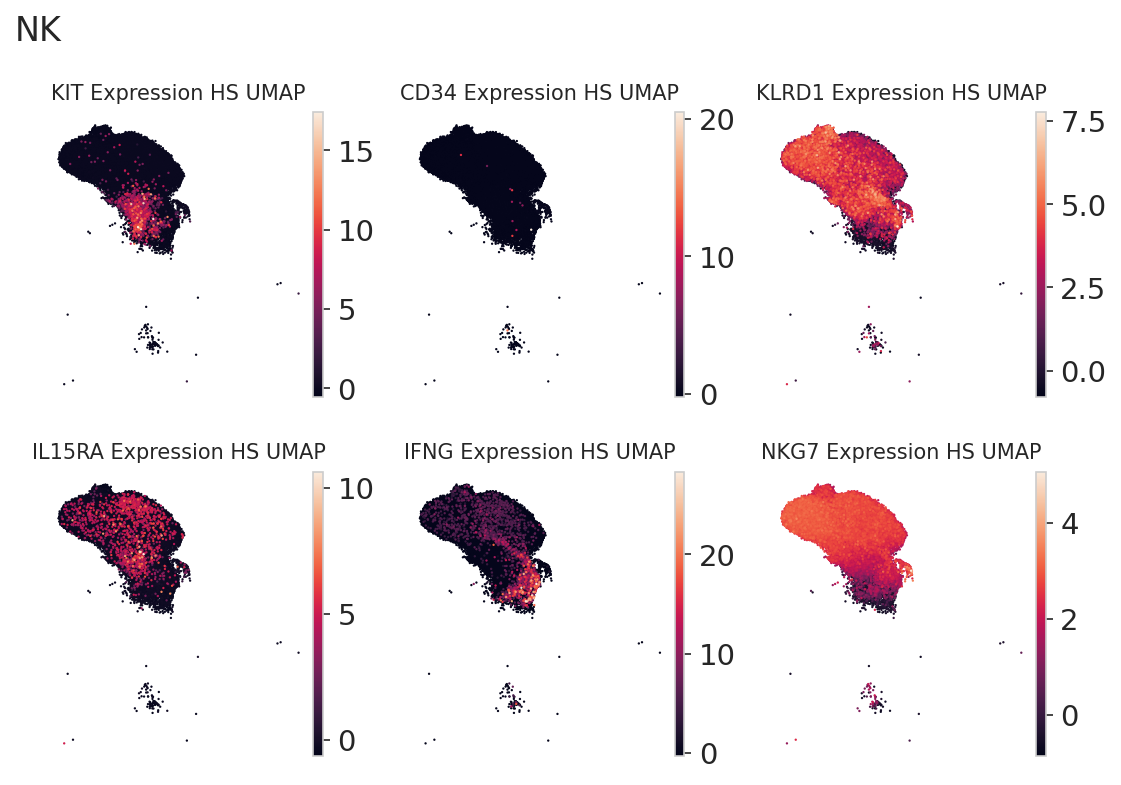 NK
KIT Expression HS UMAP
CD34 Expression HS UMAP
KLRD1 Expression HS UMAP
15
10
5
0
20
10
0
7.5
5.0
2.5
0.0
IL15RA Expression HS UMAP
IFNG Expression HS UMAP
NKG7 Expression HS UMAP
10
5
0
20
10
0
4
2
0